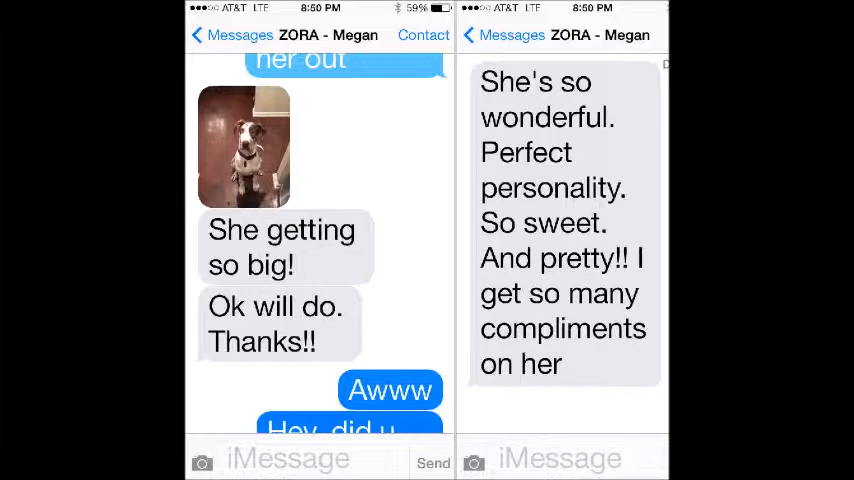 AT&T LTE 8:50 PM 59%
Messages ZORA - Megan Contact
her out
She getting
so big!
Ok will do.
Thanks!!
Awww
Hey, did u
iMessage Send
AT&T LTE 8:50 PM
Messages ZORA - Megan
She's so
wonderful.
Perfect
personality.
So sweet.
And pretty!! I
get so many
compliments
on her
iMessage